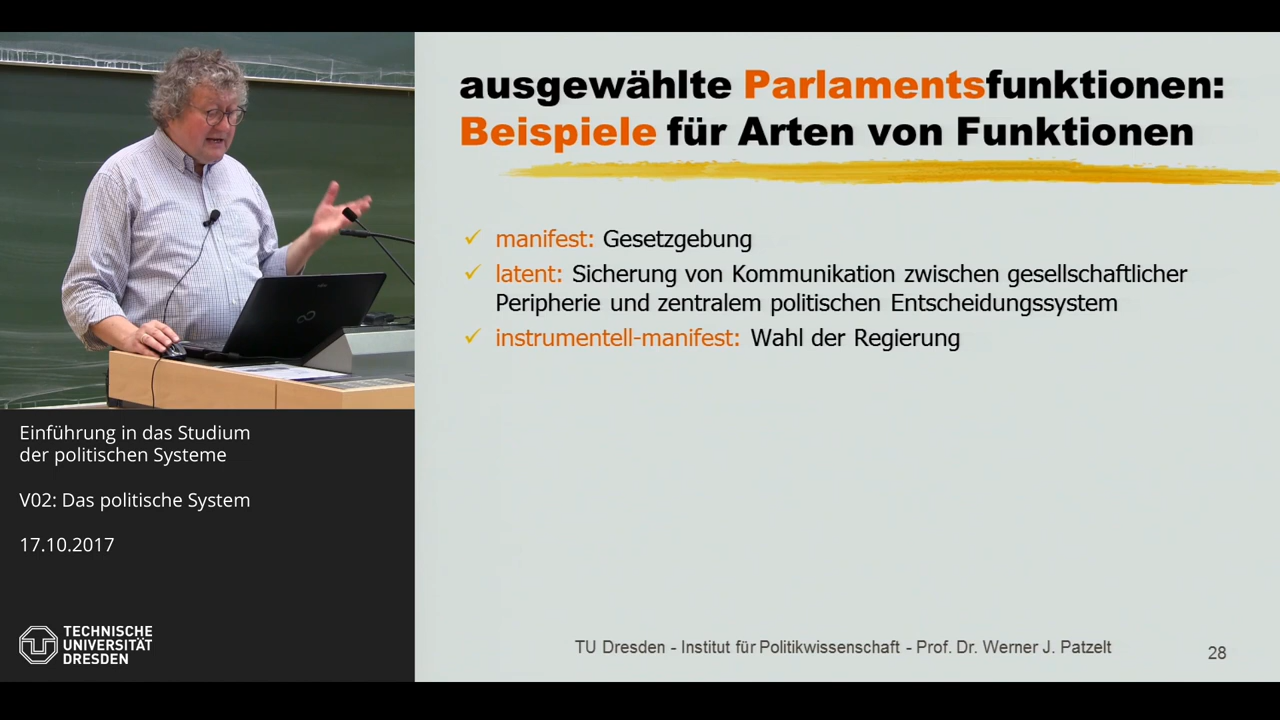 ausgewählte Parlamentsfunktionen:
Beispiele für Arten von Funktionen
✓ manifest: Gesetzgebung
✓ latent: Sicherung von Kommunikation zwischen gesellschaftlicher
Peripherie und zentralem politischen Entscheidungssystem
✓ instrumentell-manifest: Wahl der Regierung
Einführung in das Studium
der politischen Systeme
V02: Das politische System
17.10.2017
TECHNISCHE
UNIVERSITÄT
DRESDEN
TU Dresden - Institut für Politikwissenschaft - Prof. Dr. Werner J. Patzelt
28